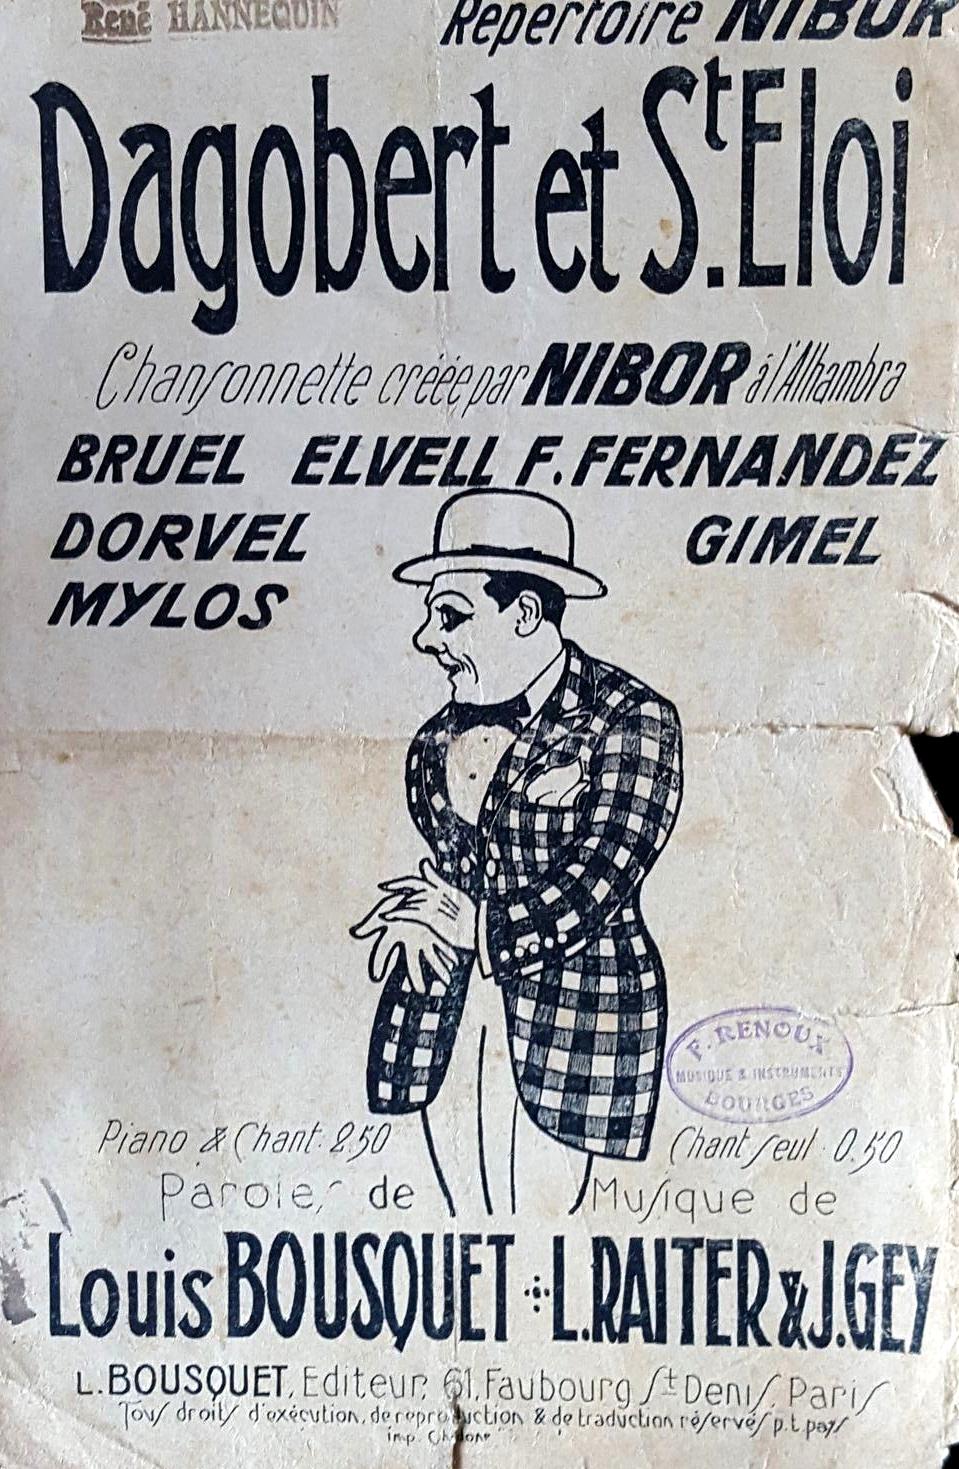 René HANNEQUIN
Répertoire NIBOR
Dagobert et St. Eloi
Chansonnette créée par NIBOR à l'Alhambra
BRUEL ELVELL F. FERNANDEZ
DORVEL GIMEL
MYLOS
F. RENOUX
MUSIQUE & INSTRUMENTS
BOURGES
Piano & Chant: 2.50 Chant seul: 0.50
Paroles de Musique de
Louis BOUSQUET L. RAITER & J. GEY
L. BOUSQUET, Editeur, 61, Faubourg St Denis, Paris
Tous droits d'exécution, de reproduction & de traduction réservés p.t. pays
imp.